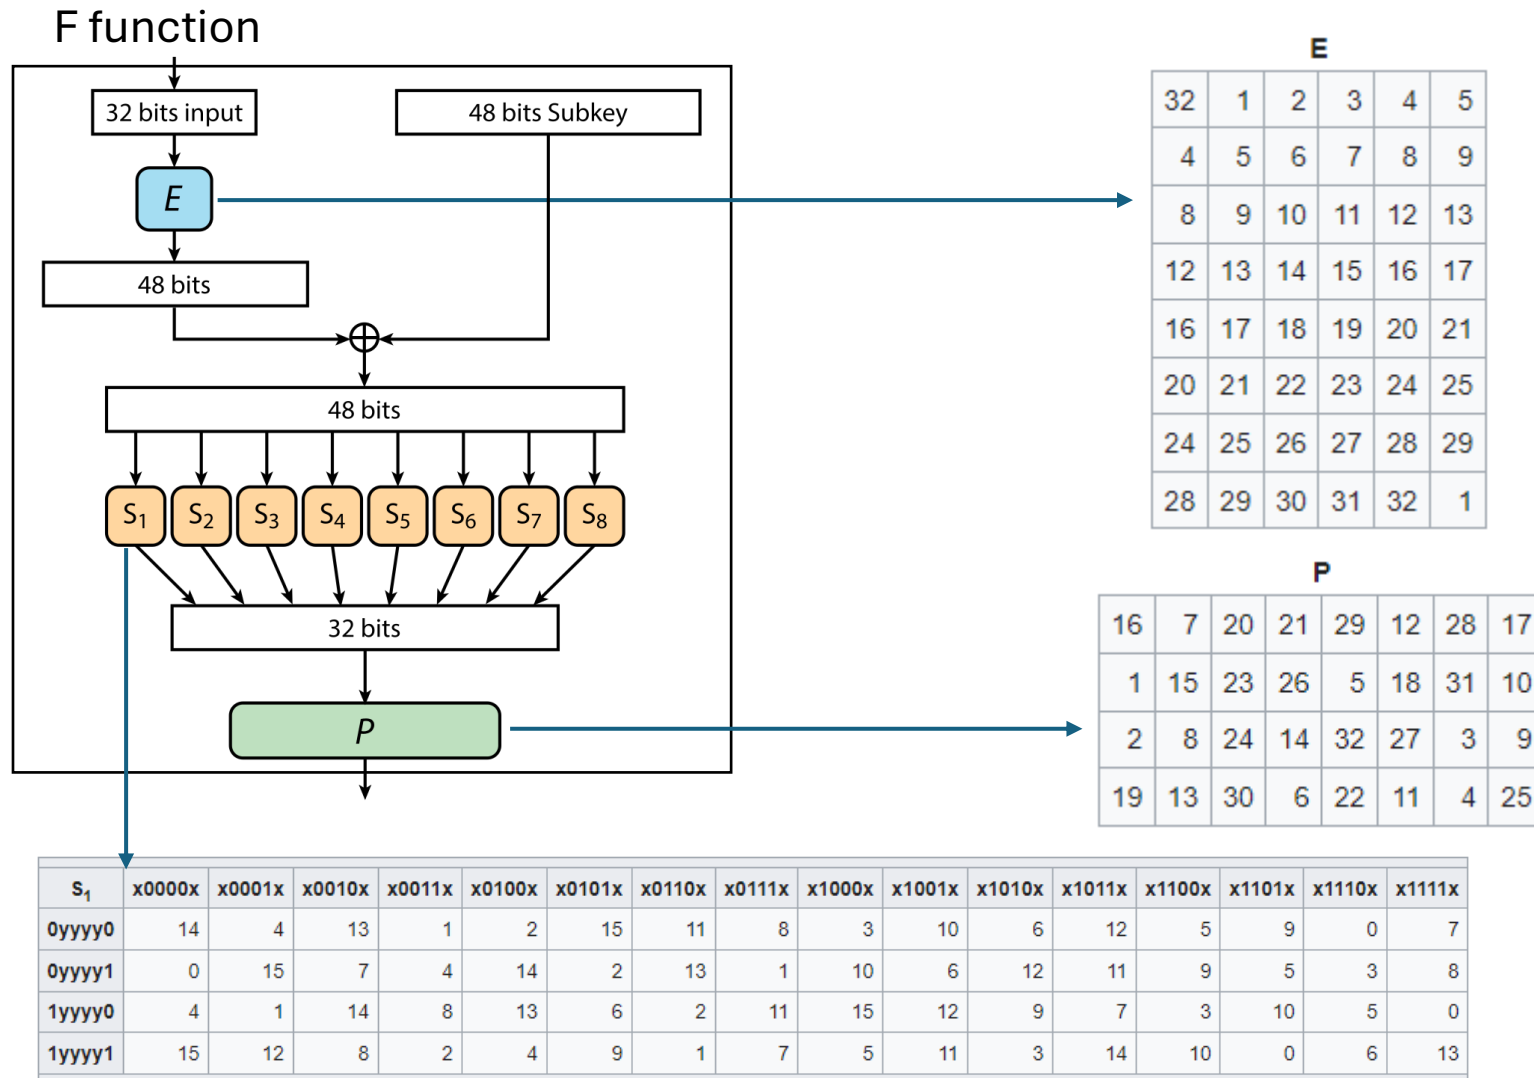 F function
32 bits input
48 bits Subkey
E
48 bits
48 bits
S1 S2 S3 S4 S5 S6 S7 S8
32 bits
P
E
32 1 2 3 4 5
4 5 6 7 8 9
8 9 10 11 12 13
12 13 14 15 16 17
16 17 18 19 20 21
20 21 22 23 24 25
24 25 26 27 28 29
28 29 30 31 32 1
P
16 7 20 21 29 12 28 17
1 15 23 26 5 18 31 10
2 8 24 14 32 27 3 9
19 13 30 6 22 11 4 25
S1 x0000x x0001x x0010x x0011x x0100x x0101x x0110x x0111x x1000x x1001x x1010x x1011x x1100x x1101x x1110x x1111x
0yyyy0 14 4 13 1 2 15 11 8 3 10 6 12 5 9 0 7
0yyyy1 0 15 7 4 14 2 13 1 10 6 12 11 9 5 3 8
1yyyy0 4 1 14 8 13 6 2 11 15 12 9 7 3 10 5 0
1yyyy1 15 12 8 2 4 9 1 7 5 11 3 14 10 0 6 13